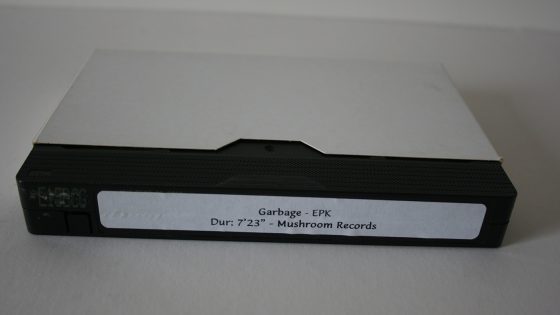 Garbage - EPK
Dur: 7'23" - Mushroom Records